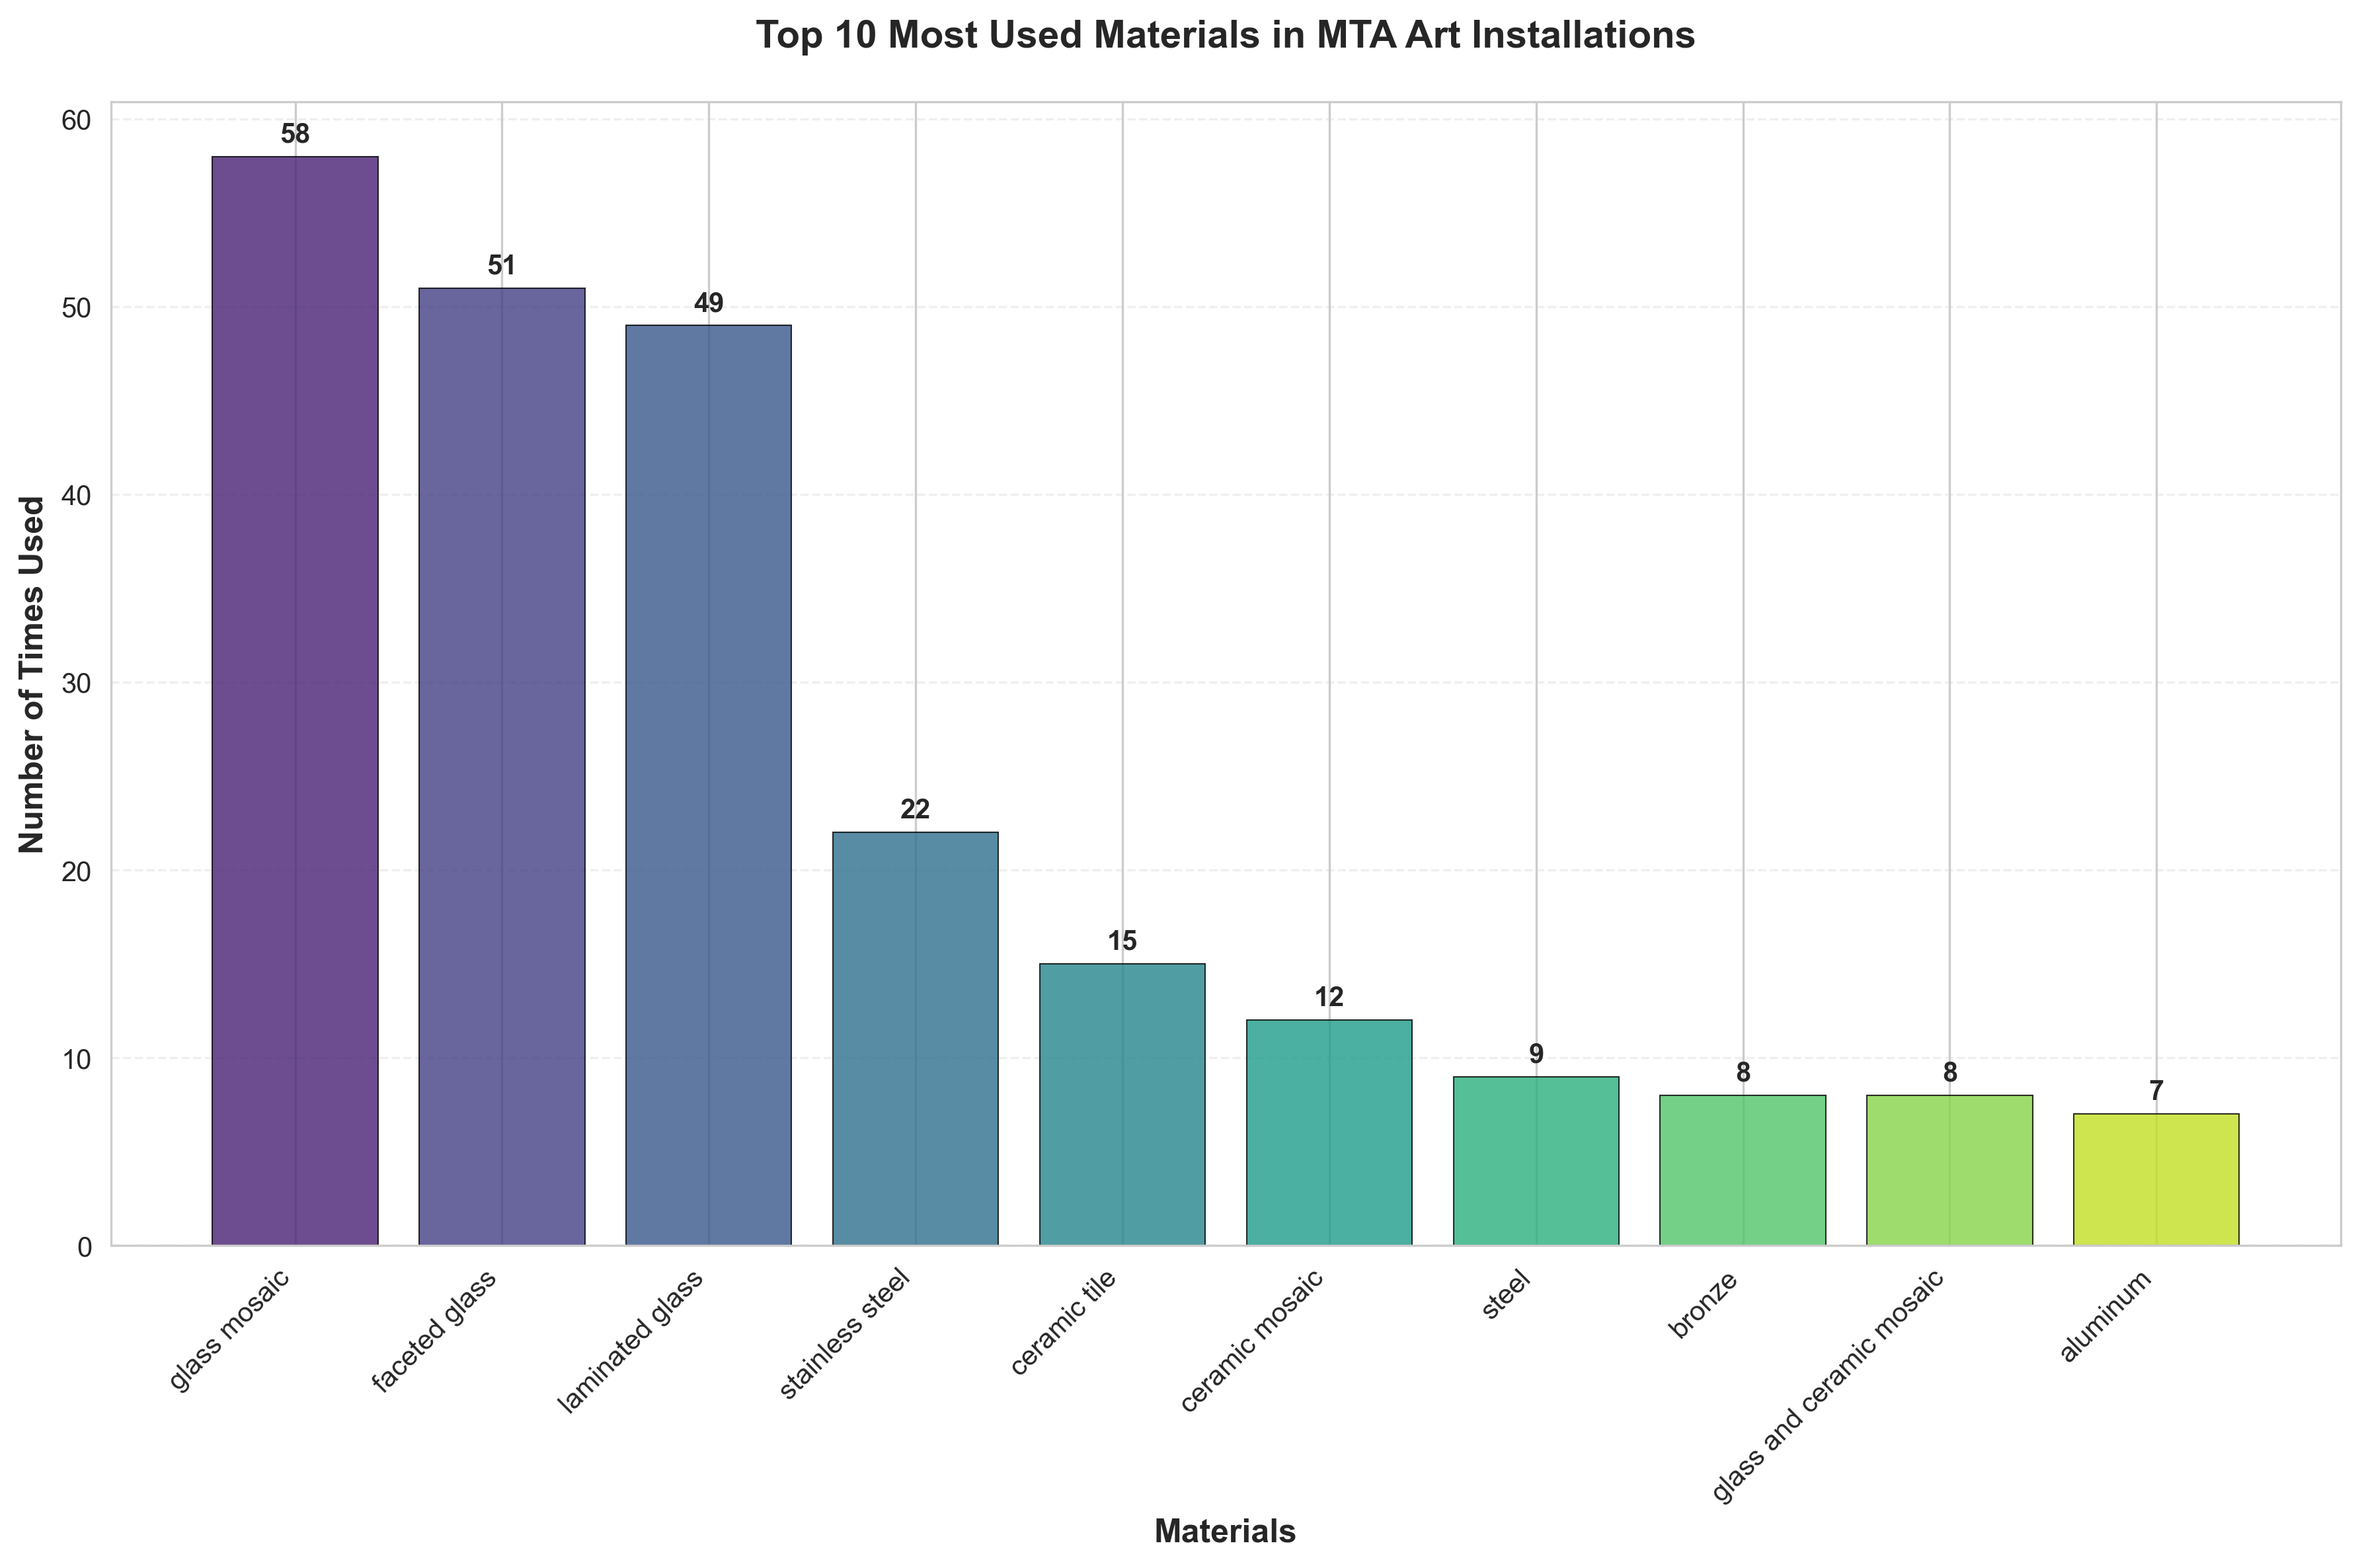 Top 10 Most Used Materials in MTA Art Installations
Number of Times Used
60
50
40
30
20
10
0
58
51
49
22
15
12
9
8
8
7
glass mosaic
faceted glass
laminated glass
stainless steel
ceramic tile
ceramic mosaic
steel
bronze
glass and ceramic mosaic
aluminum
Materials